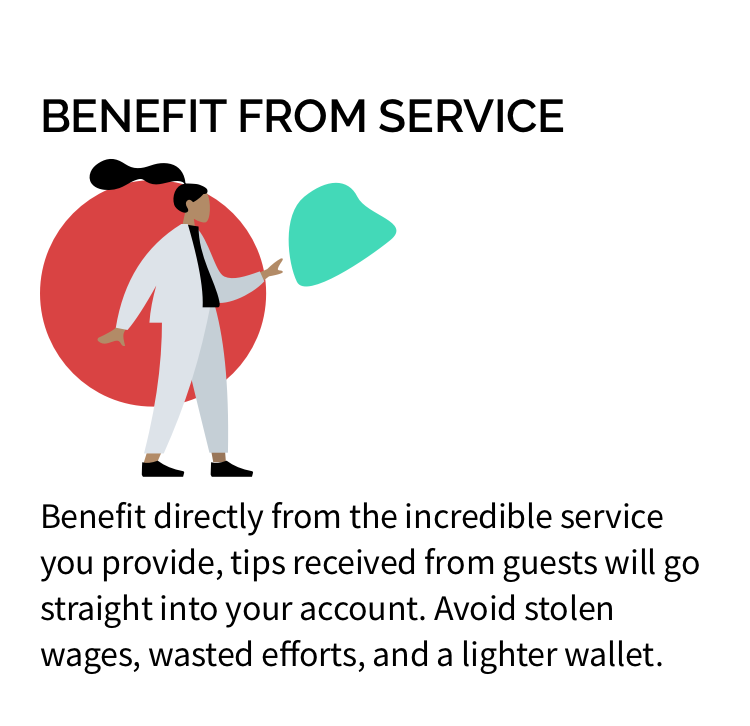 BENEFIT FROM SERVICE
Benefit directly from the incredible service
you provide, tips received from guests will go
straight into your account. Avoid stolen
wages, wasted efforts, and a lighter wallet.